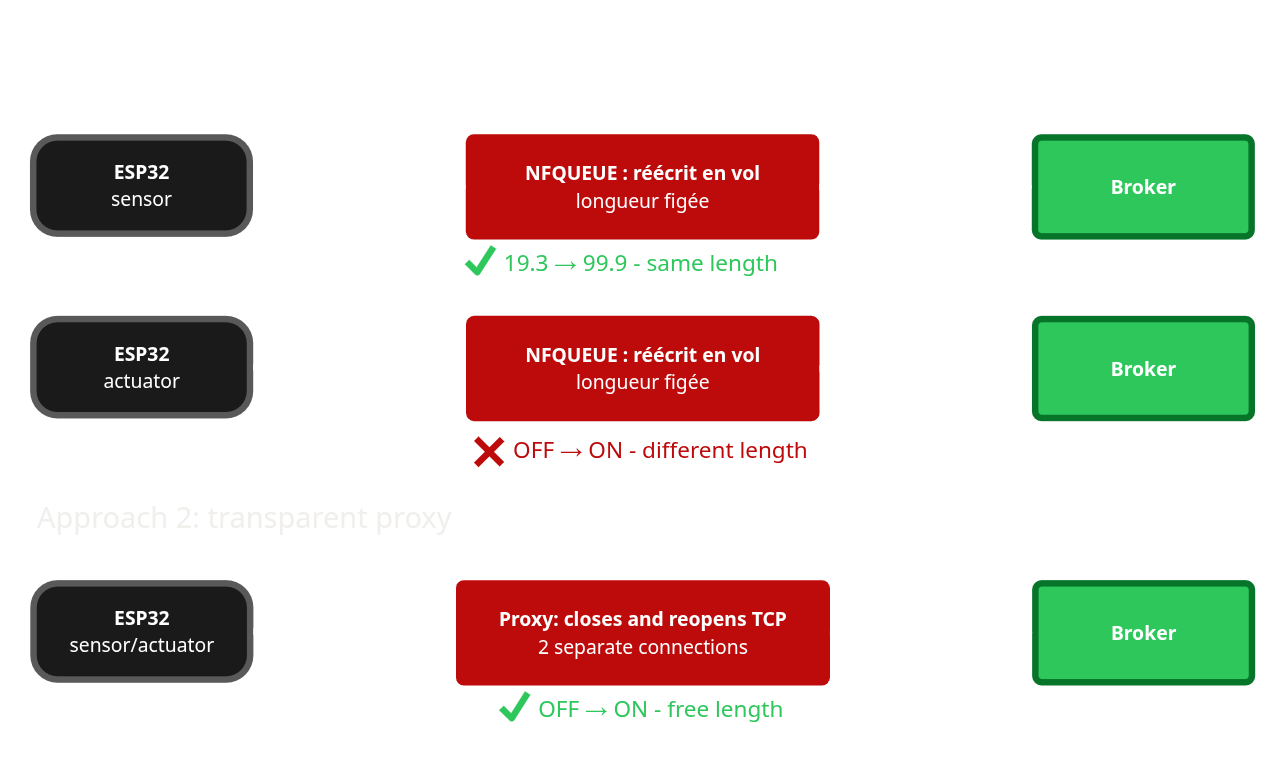 ESP32
sensor
NFQUEUE : réécrit en vol
longueur figée
Broker
19.3 → 99.9 - same length
ESP32
actuator
NFQUEUE : réécrit en vol
longueur figée
Broker
OFF → ON - different length
Approach 2: transparent proxy
ESP32
sensor/actuator
Proxy: closes and reopens TCP
2 separate connections
Broker
OFF → ON - free length